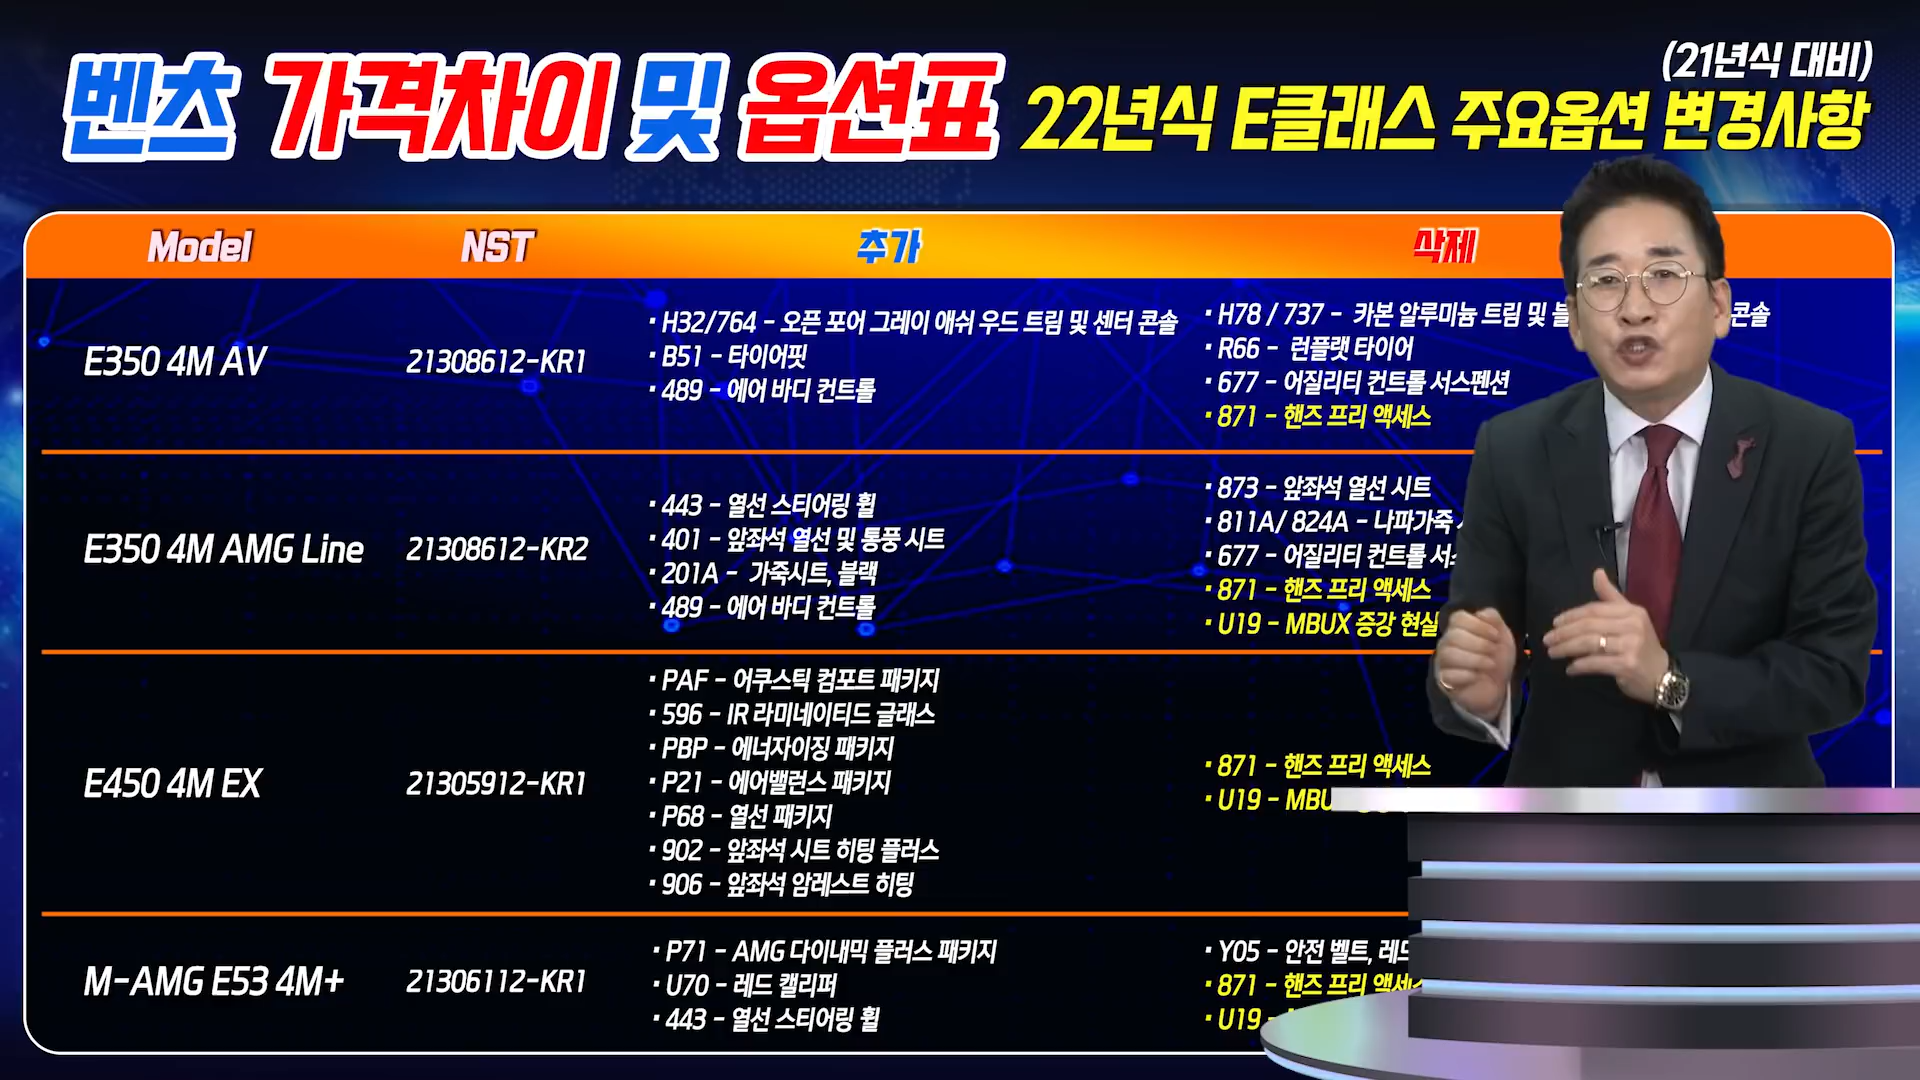 (21년식 대비)
벤츠 가격차이 및 옵션표 22년식 E클래스 주요옵션 변경사항
Model NST 추가 삭제
E350 4M AV
21308612-KR1
· H32/764 - 오픈 포어 그레이 애쉬 우드 트림 및 센터 콘솔
· B51 - 타이어핏
· 489 - 에어 바디 컨트롤
· H78 / 737 - 카본 알루미늄 트림 및 콘솔
· R66 - 런플랫 타이어
· 677 - 어질리티 컨트롤 서스펜션
· 871 - 핸즈 프리 액세스
E350 4M AMG Line
21308612-KR2
· 443 - 열선 스티어링 휠
· 401 - 앞좌석 열선 및 통풍 시트
· 201A - 가죽시트, 블랙
· 489 - 에어 바디 컨트롤
· 873 - 앞좌석 열선 시트
· 811A/ 824A - 나파가죽
· 677 - 어질리티 컨트롤
· 871 - 핸즈 프리 액세스
· U19 - MBUX 증강 현실
E450 4M EX
21305912-KR1
· PAF - 어쿠스틱 컴포트 패키지
· 596 - IR 라미네이티드 글래스
· PBP - 에너자이징 패키지
· P21 - 에어밸런스 패키지
· P68 - 열선 패키지
· 902 - 앞좌석 시트 히팅 플러스
· 906 - 앞좌석 암레스트 히팅
· 871 - 핸즈 프리 액세스
· U19 -
M-AMG E53 4M+
21306112-KR1
· P71 - AMG 다이내믹 플러스 패키지
· U70 - 레드 캘리퍼
· 443 - 열선 스티어링 휠
· Y05 - 안전 벨트, 레드
· 871 - 핸즈 프리 액세스
· U19 -